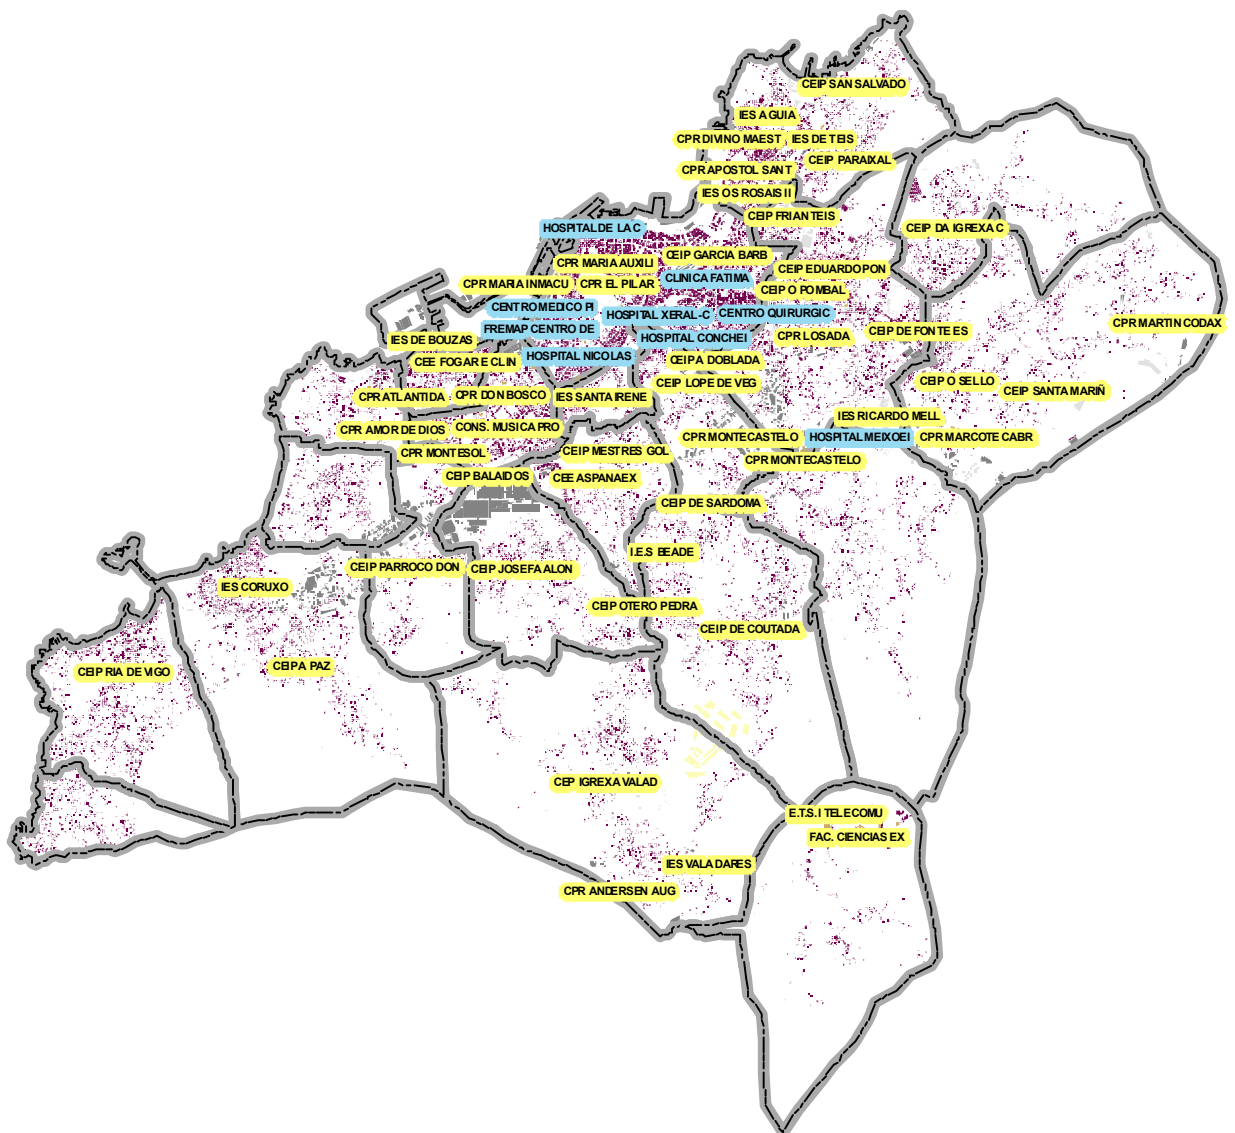 CEIP SAN SALVADO
IES A GUIA
CPR DIVINO MAEST
IES DE TEIS
CEIP PARAIXAL
CPR APOSTOL SANT
IES OS ROSAIS II
CEIP FRIAN TEIS
HOSPITAL DE LA C
CEIP DA IGREXA C
CEIP GARCIA BARB
CPR MARIA AUXILI
CEIP EDUARDO PON
CLINICA FATIMA
CPR MARIA INMACU
CPR EL PILAR
CEIP O POMBAL
CENTRO MEDICO PI
HOSPITAL XERAL-C
CENTRO QUIRURGIC
CPR MARTIN CODAX
FREMAP CENTRO DE
CEIP DE FONTE ES
IES DE BOUZAS
HOSPITAL CONCHEI
CPR LOSADA
CEE FOGAR E CLIN
HOSPITAL NICOLAS
CEIP A DOBLADA
CEIP LOPE DE VEG
CEIP O SELLO
CEIP SANTA MARIÑ
CPR ATLANTIDA
CPR DON BOSCO
IES SANTA IRENE
IES RICARDO MELL
CPR AMOR DE DIOS
CONS. MUSICA PRO
CPR MONTECASTELO
HOSPITAL MEIXOEI
CPR MARCOTE CABR
CPR MONTESOL
CEIP MESTRES GOL
CPR MONTECASTELO
CEIP BALAIDOS
CEE ASPANAEX
CEIP DE SARDOMA
I.E.S BEADE
CEIP PARROCO DON
CEIP JOSEFA ALON
IES CORUXO
CEIP OTERO PEDRA
CEIP DE COUTADA
CEIP RIA DE VIGO
CEIP A PAZ
CEP IGREXA VALAD
E.T.S.I TELECOMU
FAC. CIENCIAS EX
IES VALADARES
CPR ANDERSEN AUG